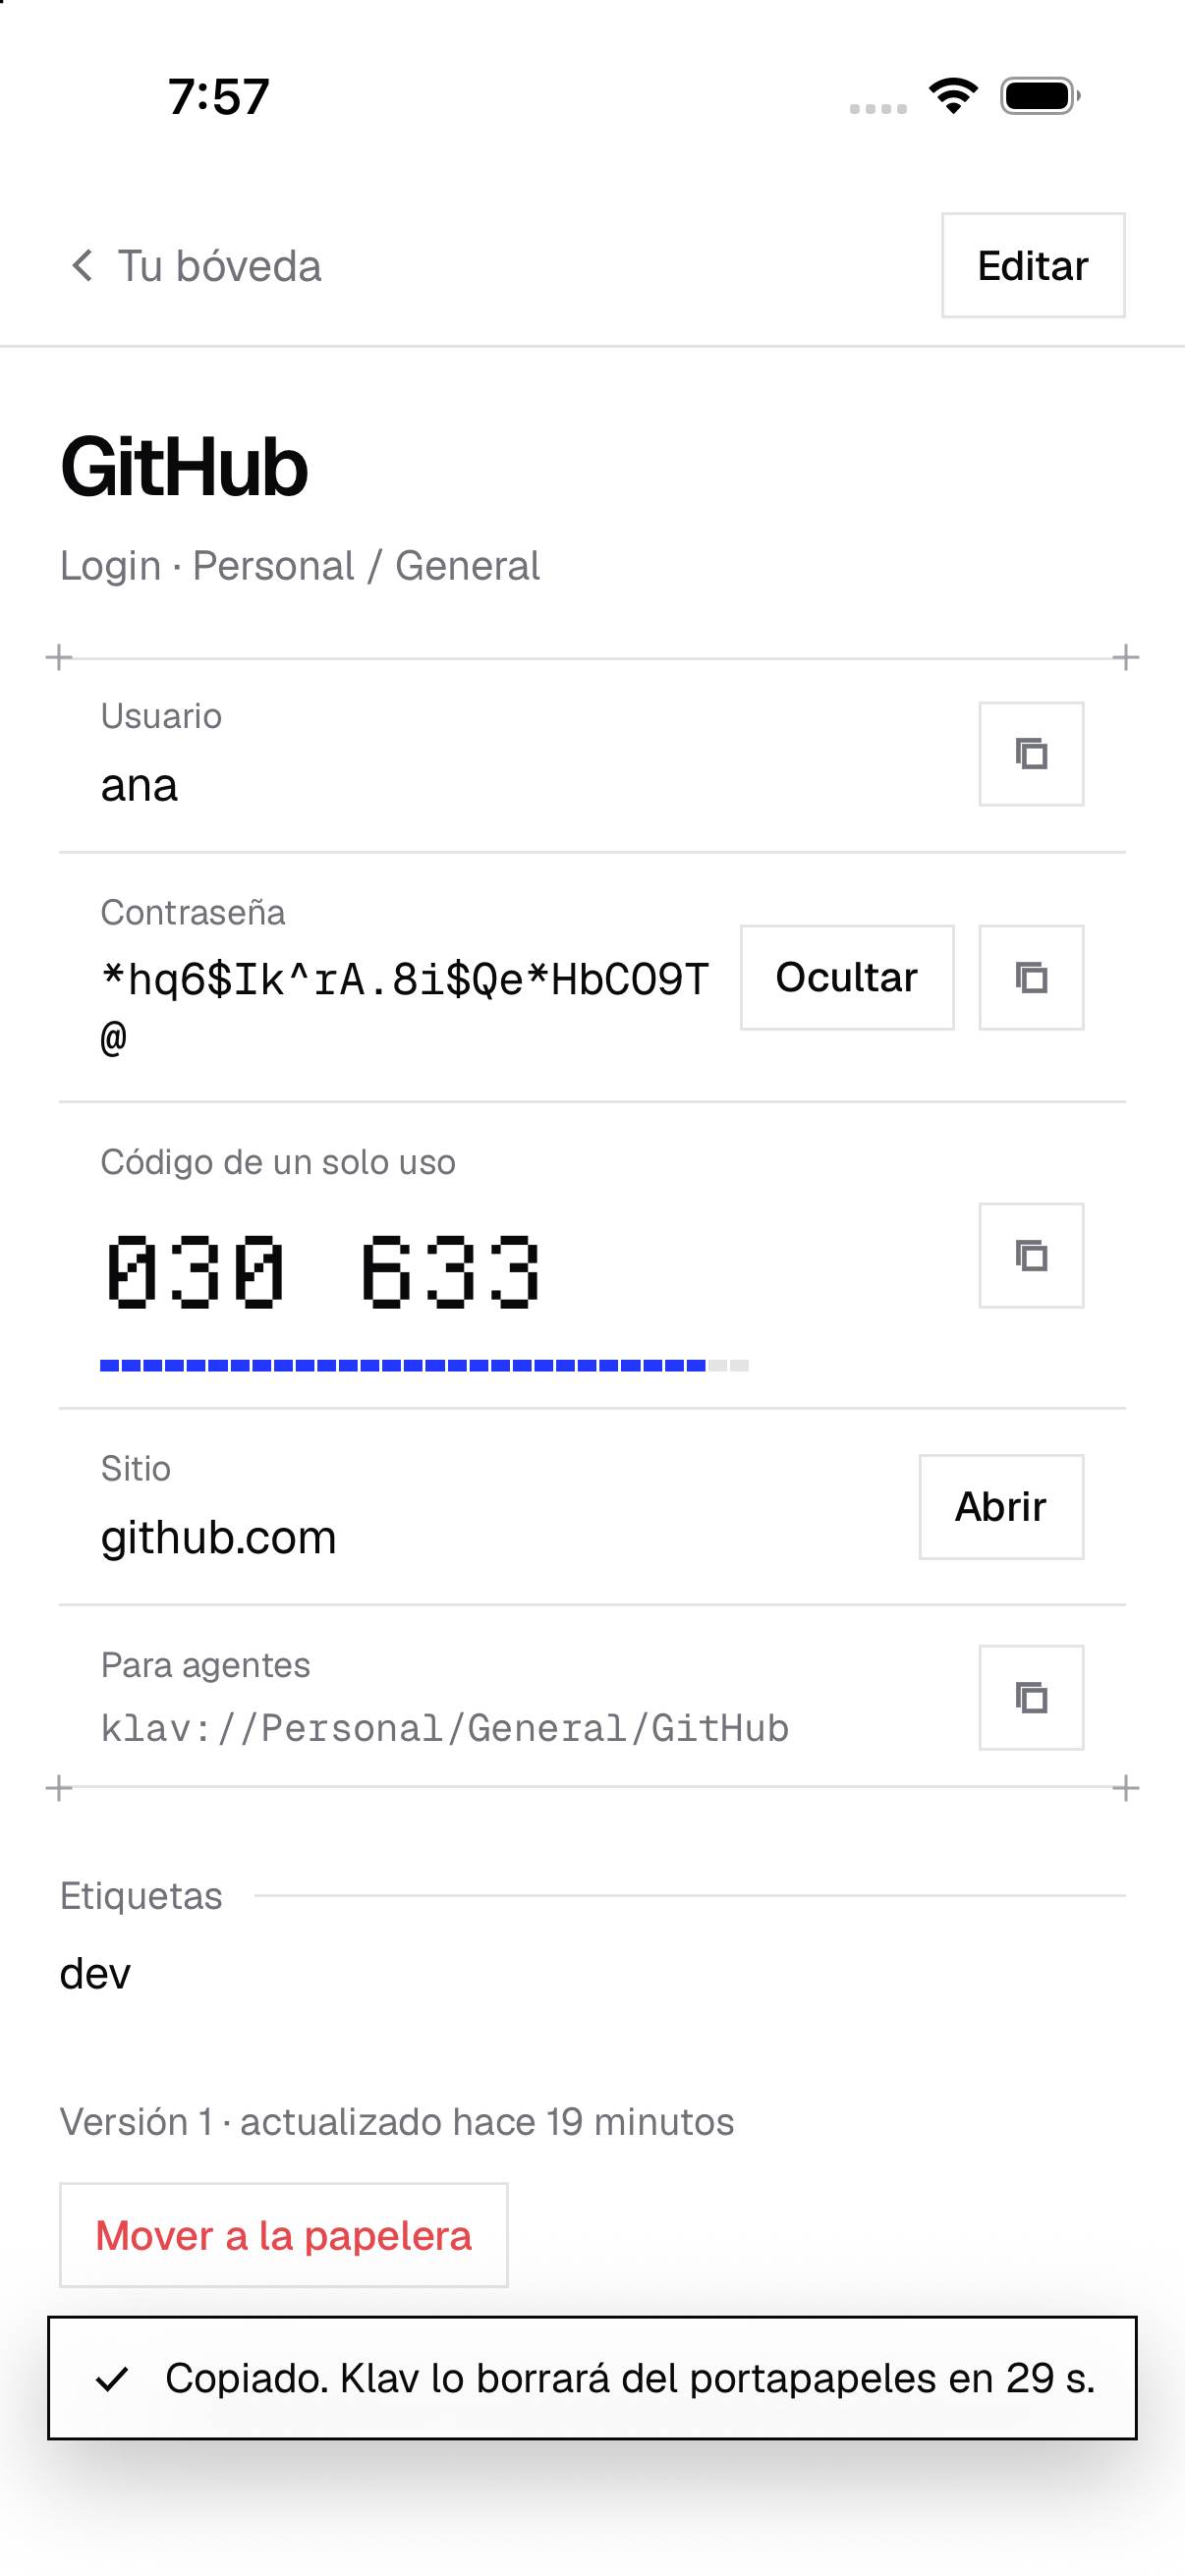 7:57
Tu bóveda
Editar
GitHub
Login · Personal / General
Usuario
ana
Contraseña
*hq6$Ik^rA.8i$Qe*HbCO9T
@
Ocultar
Código de un solo uso
030 633
Sitio
github.com
Abrir
Para agentes
klav://Personal/General/GitHub
Etiquetas
dev
Versión 1 · actualizado hace 19 minutos
Mover a la papelera
Copiado. Klav lo borrará del portapapeles en 29 s.